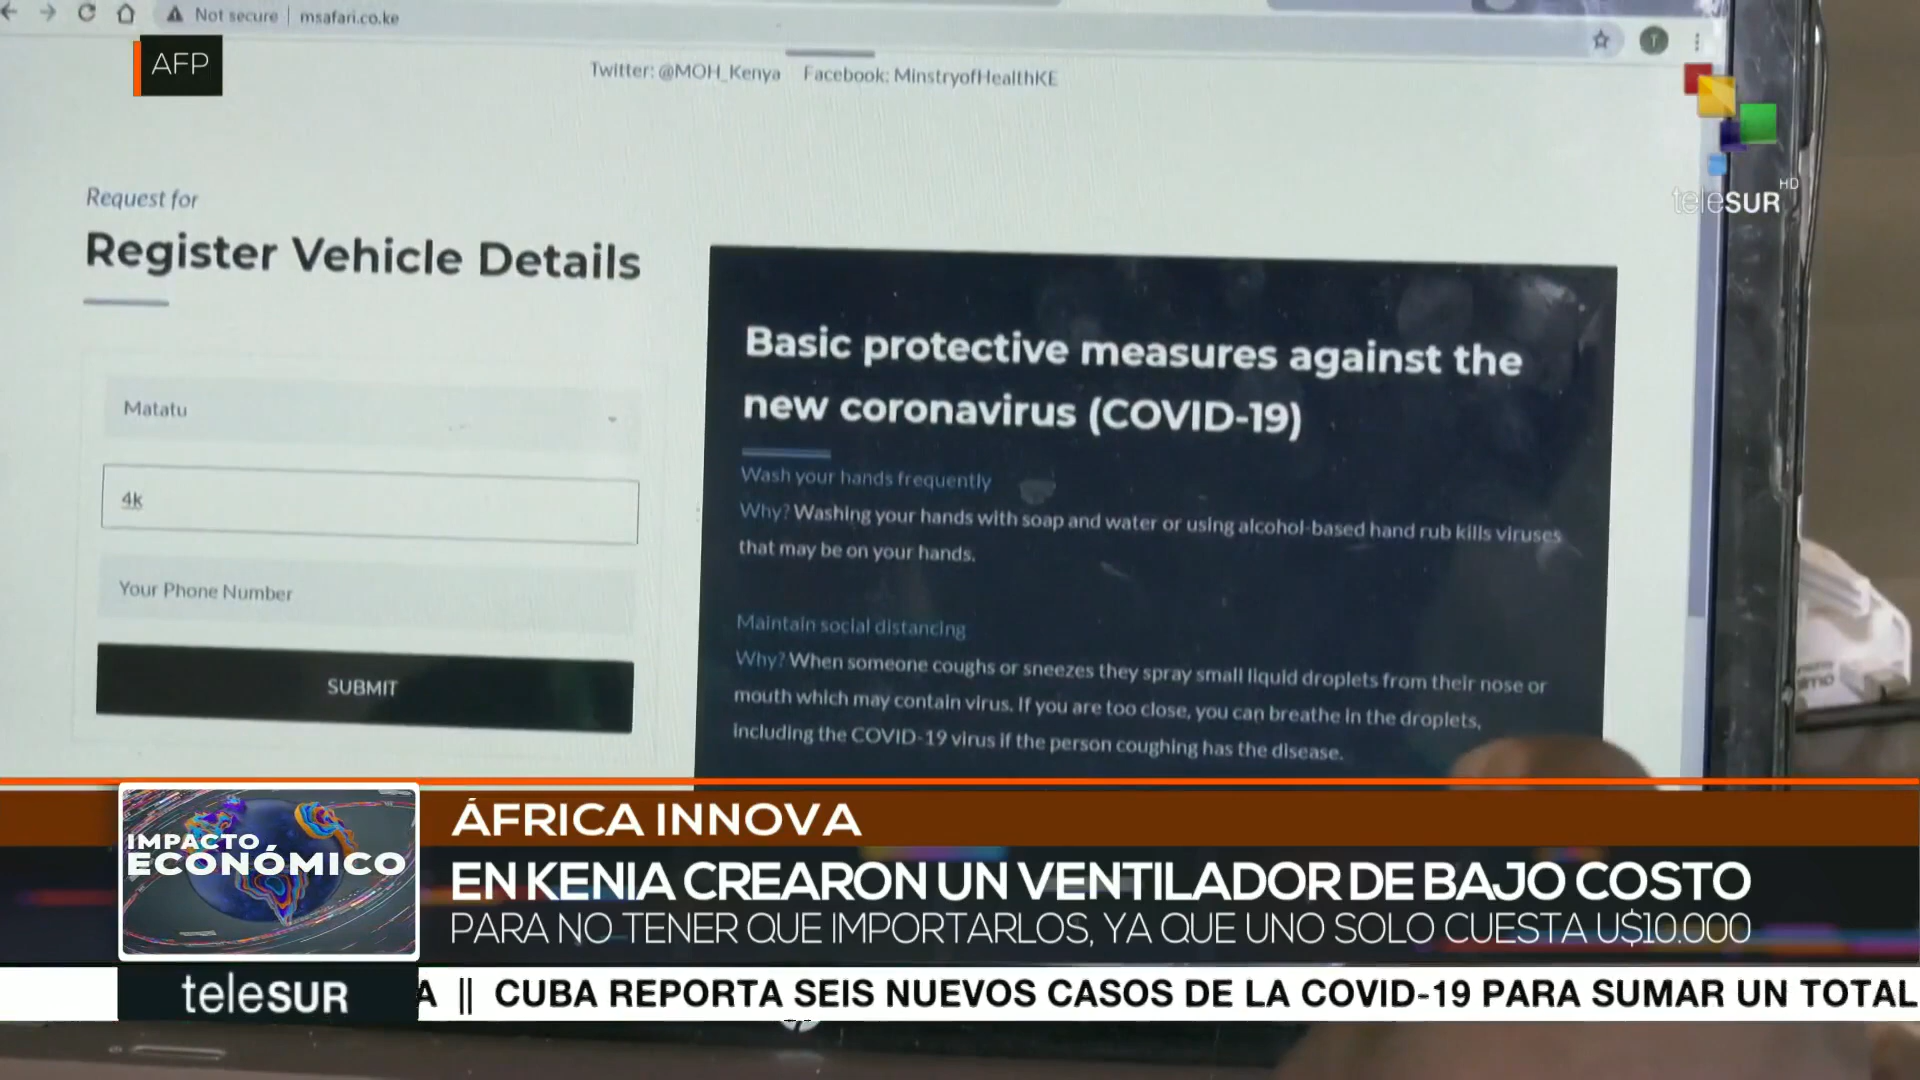 Not secure | msafari.co.ke
AFP
Twitter: @MOH_Kenya Facebook: MinstryofHealthKE
teleSUR HD
Request for
Register Vehicle Details
Matatu
4k
Your Phone Number
SUBMIT
Basic protective measures against the
new coronavirus (COVID-19)
Wash your hands frequently
Why? Washing your hands with soap and water or using alcohol-based hand rub kills viruses
that may be on your hands.
Maintain social distancing
Why? When someone coughs or sneezes they spray small liquid droplets from their nose or
mouth which may contain virus. If you are too close, you can breathe in the droplets,
including the COVID-19 virus if the person coughing has the disease.
IMPACTO
ECONÓMICO
ÁFRICA INNOVA
EN KENIA CREARON UN VENTILADOR DE BAJO COSTO
PARA NO TENER QUE IMPORTARLOS, YA QUE UNO SOLO CUESTA U$10.000
teleSUR
A || CUBA REPORTA SEIS NUEVOS CASOS DE LA COVID-19 PARA SUMAR UN TOTAL